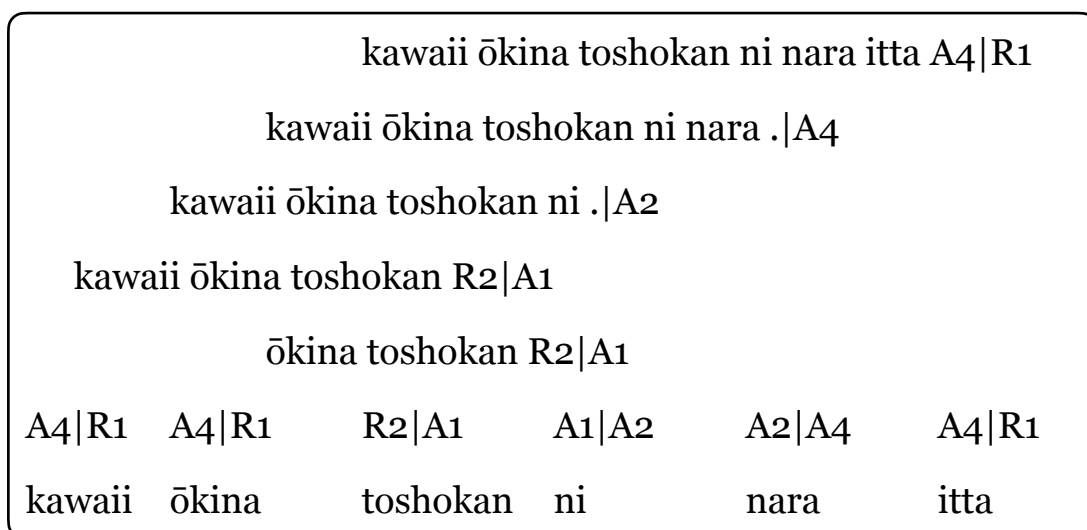 kawaii ōkina toshokan ni nara itta A4|R1
kawaii ōkina toshokan ni nara .|A4
kawaii ōkina toshokan ni .|A2
kawaii ōkina toshokan R2|A1
ōkina toshokan R2|A1
A4|R1 A4|R1 R2|A1 A1|A2 A2|A4 A4|R1
kawaii ōkina toshokan ni nara itta